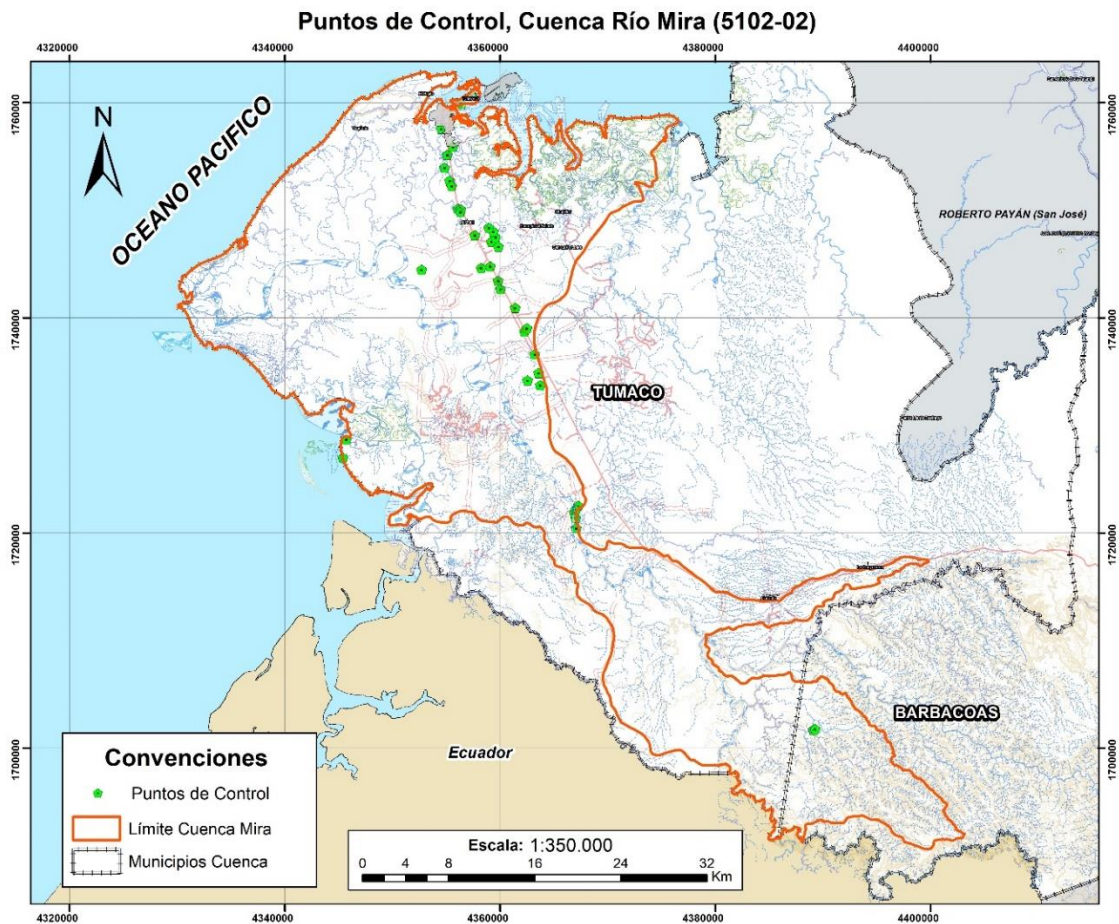 Puntos de Control, Cuenca Río Mira (5102-02)
4320000 4340000 4360000 4380000 4400000
1760000 1760000
N
OCEANO PACIFICO
ROBERTO PAYÁN (San José)
1740000 1740000
TUMACO
1720000 1720000
BARBACOAS
1700000 1700000
Ecuador
Convenciones
Puntos de Control
Límite Cuenca Mira
Municipios Cuenca
Escala: 1:350.000
0 4 8 16 24 32
Km
4320000 4340000 4360000 4380000 4400000